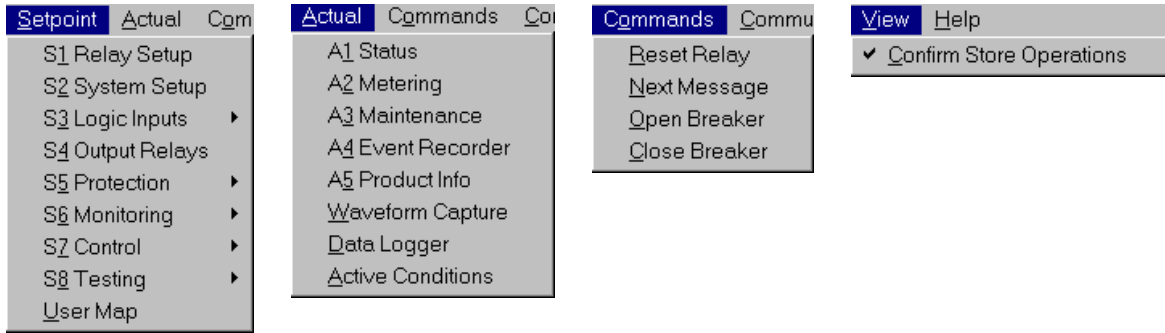 Setpoint Actual Com
S1 Relay Setup
S2 System Setup
S3 Logic Inputs
S4 Output Relays
S5 Protection
S6 Monitoring
S7 Control
S8 Testing
User Map
Actual Commands Co
A1 Status
A2 Metering
A3 Maintenance
A4 Event Recorder
A5 Product Info
Waveform Capture
Data Logger
Active Conditions
Commands Commu
Reset Relay
Next Message
Open Breaker
Close Breaker
View Help
✔ Confirm Store Operations